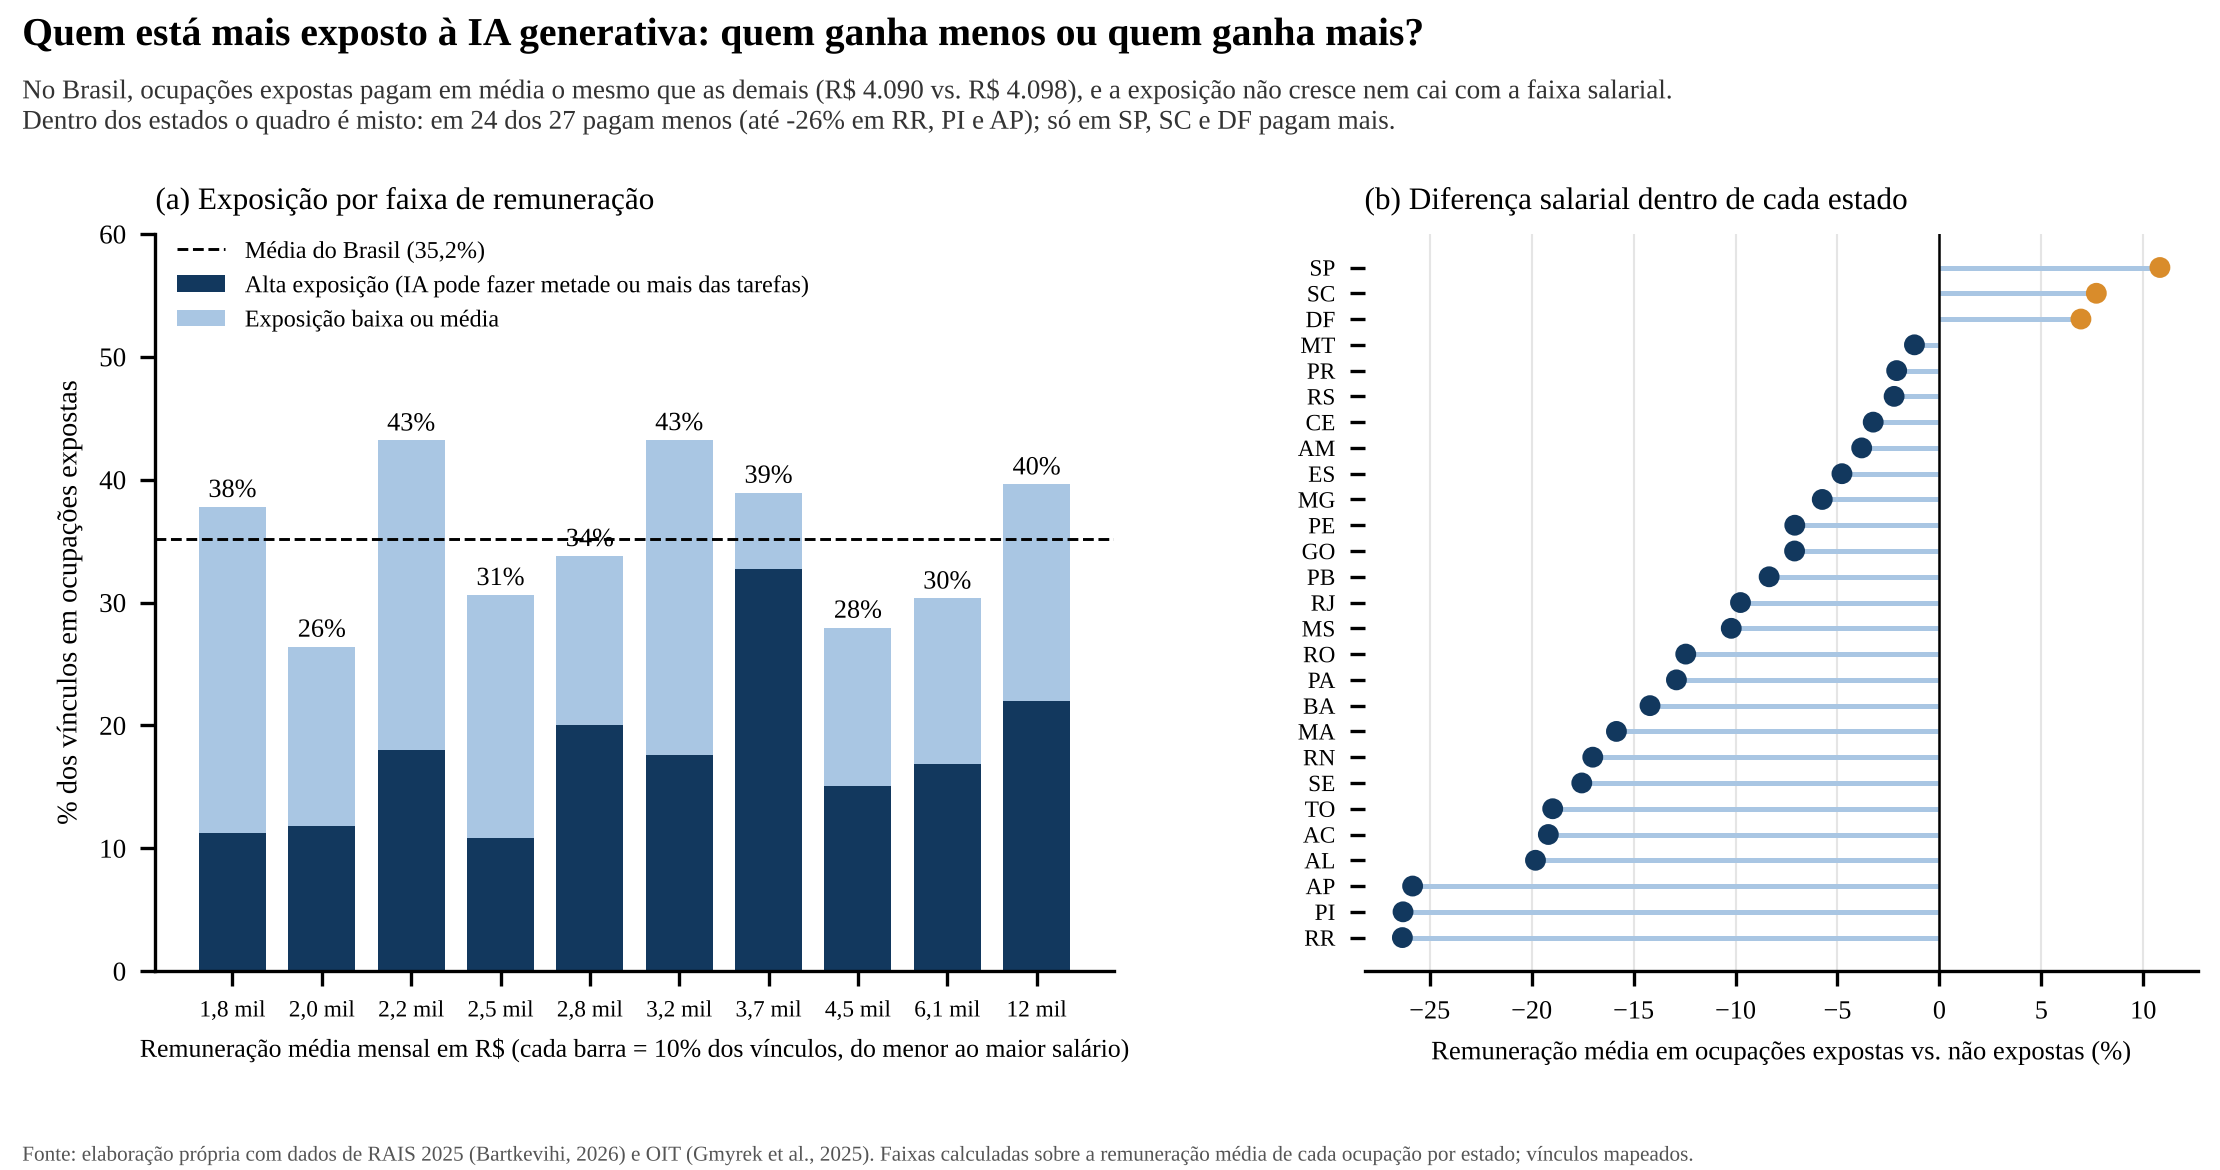 Quem está mais exposto à IA generativa: quem ganha menos ou quem ganha mais?
No Brasil, ocupações expostas pagam em média o mesmo que as demais (R$ 4.090 vs. R$ 4.098), e a exposição não cresce nem cai com a faixa salarial.
Dentro dos estados o quadro é misto: em 24 dos 27 pagam menos (até -26% em RR, PI e AP); só em SP, SC e DF pagam mais.
(a) Exposição por faixa de remuneração
Média do Brasil (35,2%)
Alta exposição (IA pode fazer metade ou mais das tarefas)
Exposição baixa ou média
% dos vínculos em ocupações expostas
60
50
40
30
20
10
0
38%
26%
43%
31%
34%
43%
39%
28%
30%
40%
1,8 mil
2,0 mil
2,2 mil
2,5 mil
2,8 mil
3,2 mil
3,7 mil
4,5 mil
6,1 mil
12 mil
Remuneração média mensal em R$ (cada barra = 10% dos vínculos, do menor ao maior salário)
(b) Diferença salarial dentro de cada estado
SP
SC
DF
MT
PR
RS
CE
AM
ES
MG
PE
GO
PB
RJ
MS
RO
PA
BA
MA
RN
SE
TO
AC
AL
AP
PI
RR
−25
−20
−15
−10
−5
0
5
10
Remuneração média em ocupações expostas vs. não expostas (%)
Fonte: elaboração própria com dados de RAIS 2025 (Bartkevihi, 2026) e OIT (Gmyrek et al., 2025). Faixas calculadas sobre a remuneração média de cada ocupação por estado; vínculos mapeados.